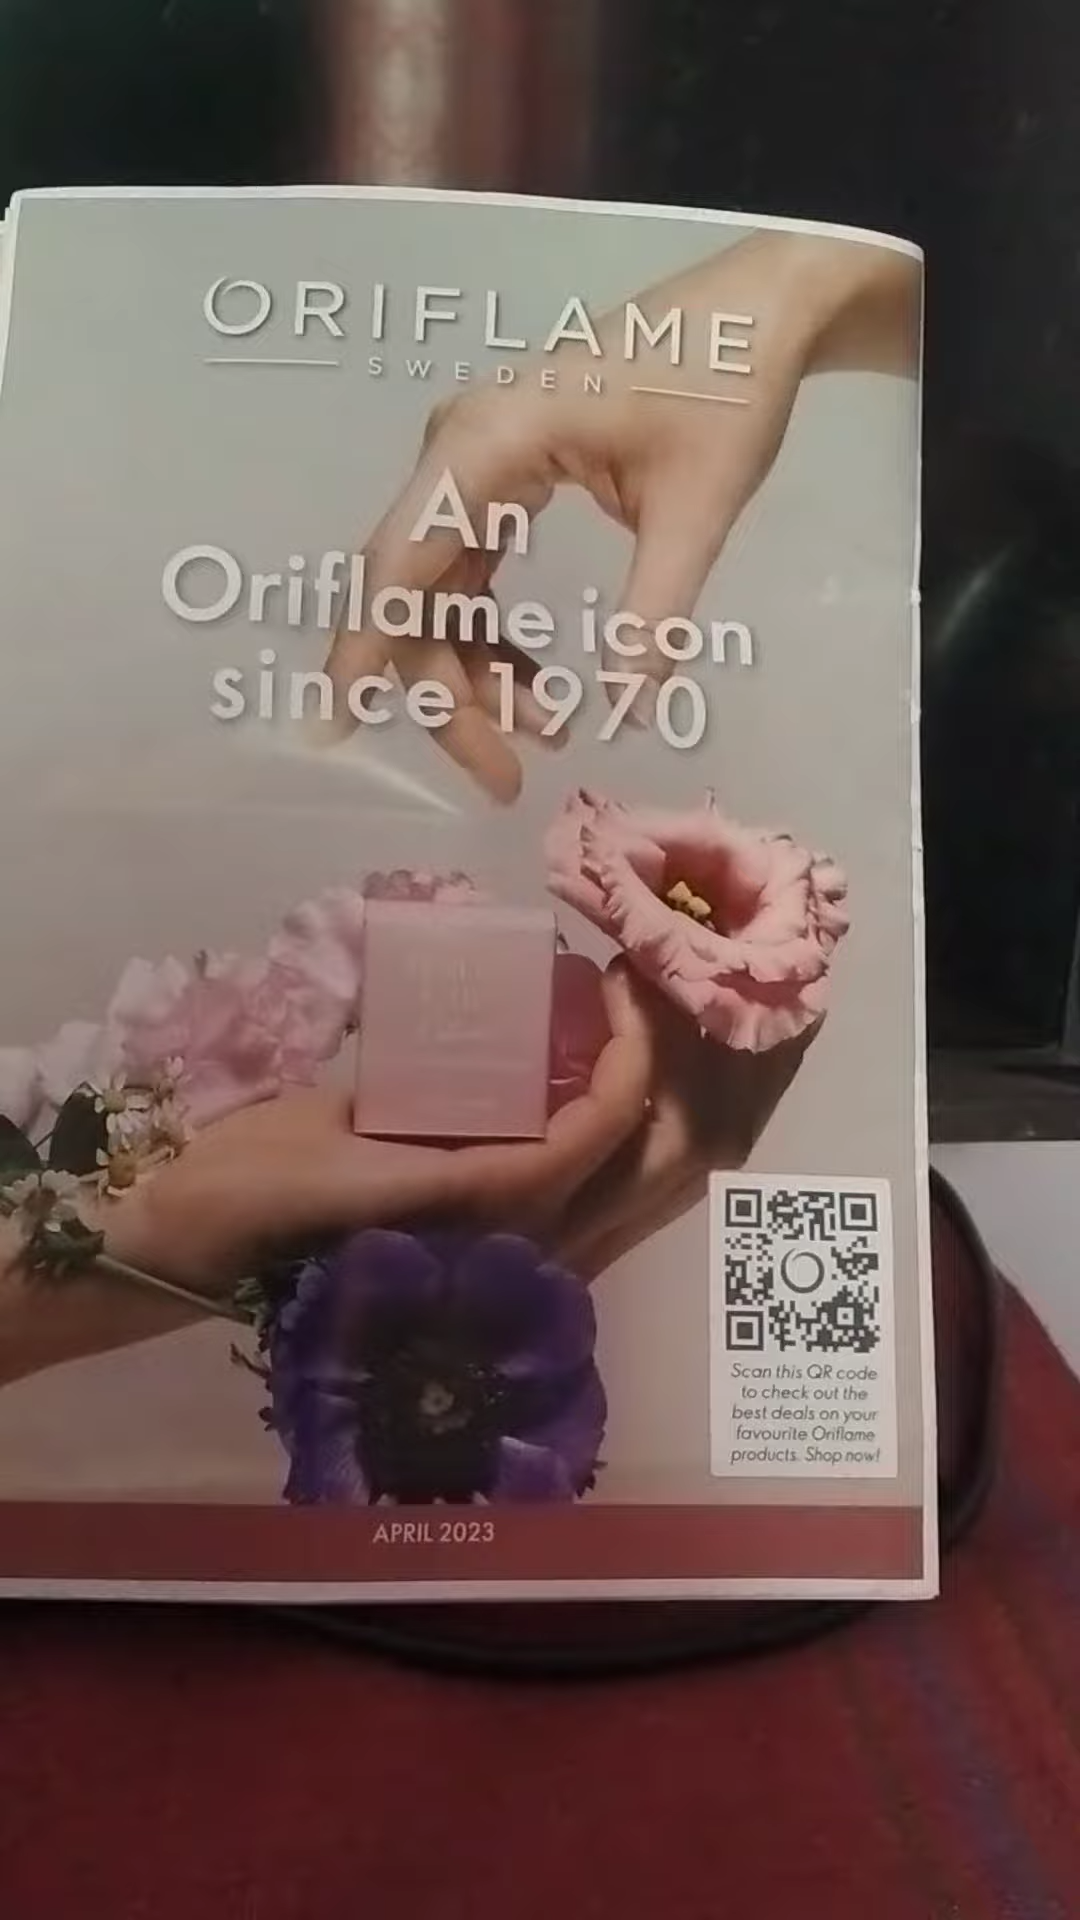 ORIFLAME
SWEDEN
An
Oriflame icon
since 1970
Scan this QR code
to check out the
best deals on your
favourite Oriflame
products. Shop now!
APRIL 2023